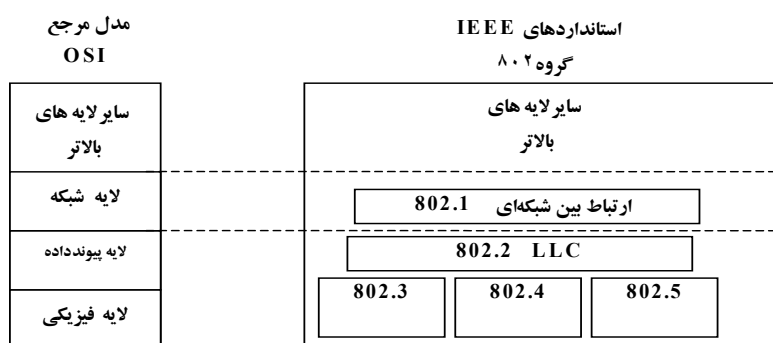 مدل مرجع
OSI
استانداردهای IEEE
گروه ۸۰۲
سایر لایه های
بالاتر
لایه شبکه
لایه پیوندداده
لایه فیزیکی
سایر لایه های
بالاتر
ارتباط بین شبکه‌ای 802.1
802.2 LLC
802.3 802.4 802.5